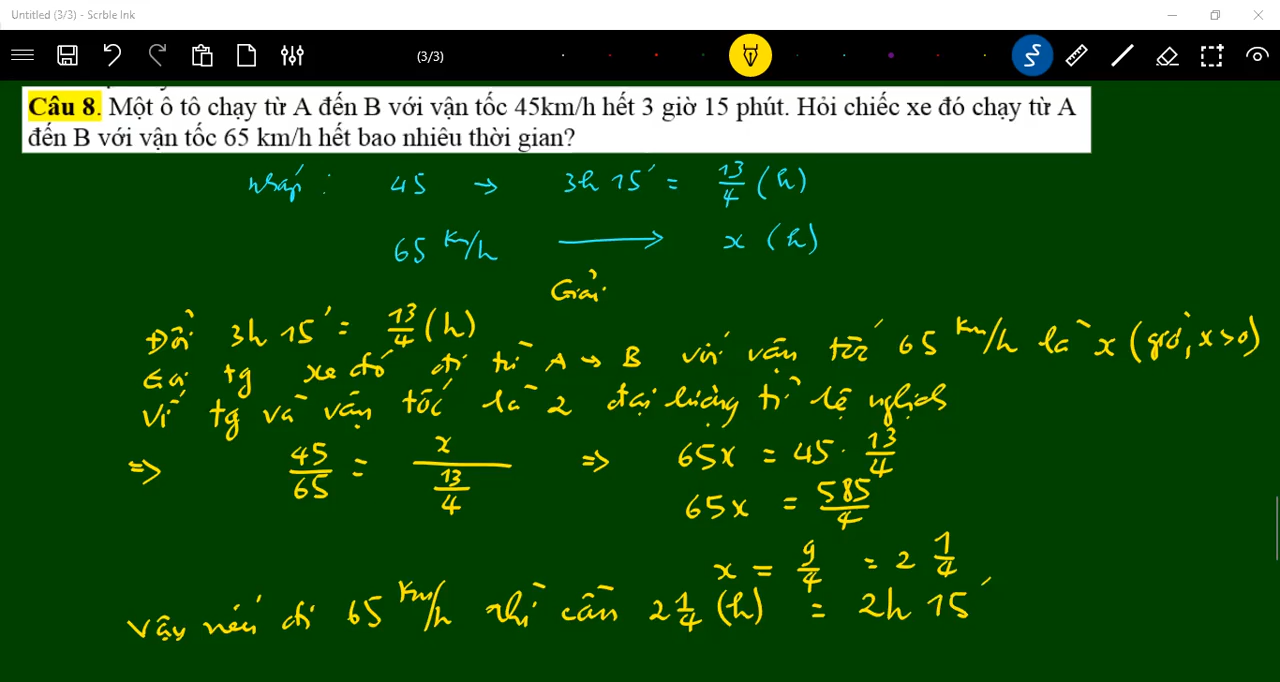 Untitled (3/3) - Scrble Ink
(3/3)
Câu 8. Một ô tô chạy từ A đến B với vận tốc 45km/h hết 3 giờ 15 phút. Hỏi chiếc xe đó chạy từ A
đến B với vận tốc 65 km/h hết bao nhiêu thời gian?
Nháp : 45 → 3h 15' = 13/4 (h)
65 km/h → x (h)
Giải
Đổi 3h 15' = 13/4 (h)
Gọi tg xe đó đi từ A → B với vận tốc 65 km/h là x (giờ, x>0)
Vì tg và vận tốc là 2 đại lượng tỉ lệ nghịch
=> 45/65 = x/(13/4) => 65x = 45 . 13/4
65x = 585/4
x = 9/4 = 2 1/4
Vậy nếu đi 65 km/h thì cần 2 1/4 (h) = 2h 15'